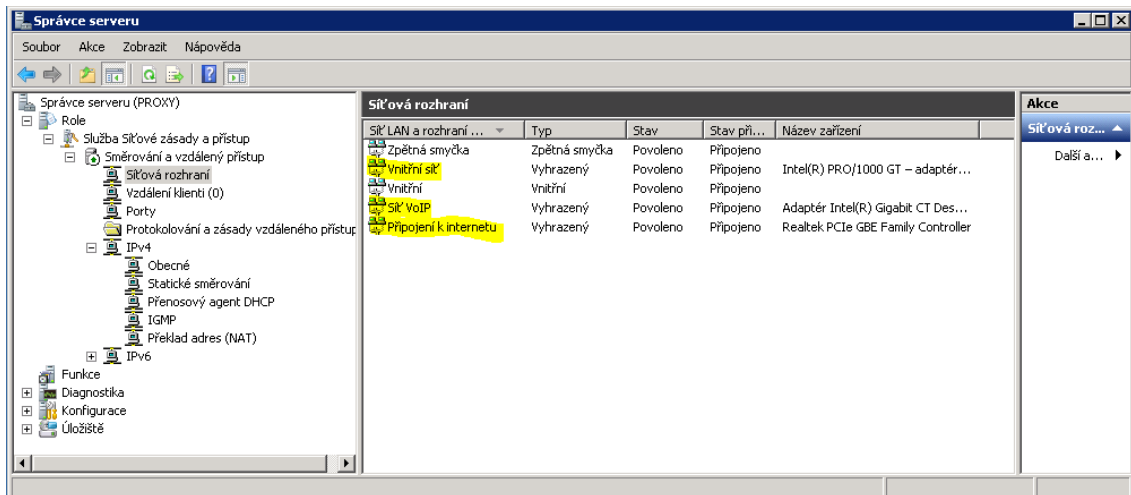 Správce serveru
Soubor Akce Zobrazit Nápověda
Správce serveru (PROXY)
Role
Služba Síťové zásady a přístup
Směrování a vzdálený přístup
Síťová rozhraní
Vzdálení klienti (0)
Porty
Protokolování a zásady vzdáleného přístup
IPv4
Obecné
Statické směrování
Přenosový agent DHCP
IGMP
Překlad adres (NAT)
IPv6
Funkce
Diagnostika
Konfigurace
Úložiště
Síťová rozhraní
Síť LAN a rozhraní ... Typ Stav Stav při... Název zařízení
Zpětná smyčka Zpětná smyčka Povoleno Připojeno
Vnitřní síť Vyhrazený Povoleno Připojeno Intel(R) PRO/1000 GT – adaptér...
Vnitřní Vnitřní Povoleno Připojeno
Síť VoIP Vyhrazený Povoleno Připojeno Adaptér Intel(R) Gigabit CT Des...
Připojení k internetu Vyhrazený Povoleno Připojeno Realtek PCIe GBE Family Controller
Akce
Síťová roz...
Další a...